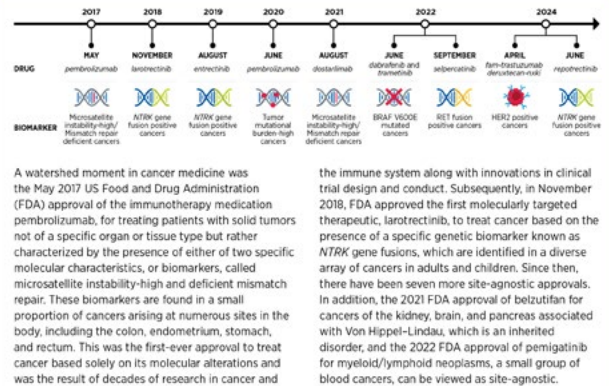 2017
2018
2019
2020
2021
2022
2024
DRUG
MAY
pembrolizumab
NOVEMBER
larotrectinib
AUGUST
entrectinib
JUNE
pembrolizumab
AUGUST
dostarlimab
JUNE
dabrafenib and
trametinib
SEPTEMBER
selpercatinib
APRIL
fam-trastuzumab
deruxtecan-nxki
JUNE
repotrectinib
BIOMARKER
Microsatellite
instability-high/
Mismatch repair
deficient cancers
NTRK gene
fusion positive
cancers
NTRK gene
fusion positive
cancers
Tumor
mutational
burden-high
cancers
Microsatellite
instability-high/
Mismatch repair
deficient cancers
BRAF V600E
mutated
cancers
RET fusion
positive cancers
HER2 positive
cancers
NTRK gene
fusion positive
cancers
A watershed moment in cancer medicine was
the May 2017 US Food and Drug Administration
(FDA) approval of the immunotherapy medication
pembrolizumab, for treating patients with solid tumors
not of a specific organ or tissue type but rather
characterized by the presence of either of two specific
molecular characteristics, or biomarkers, called
microsatellite instability-high and deficient mismatch
repair. These biomarkers are found in a small
proportion of cancers arising at numerous sites in the
body, including the colon, endometrium, stomach,
and rectum. This was the first-ever approval to treat
cancer based solely on its molecular alterations and
was the result of decades of research in cancer and
the immune system along with innovations in clinical
trial design and conduct. Subsequently, in November
2018, FDA approved the first molecularly targeted
therapeutic, larotrectinib, to treat cancer based on the
presence of a specific genetic biomarker known as
NTRK gene fusions, which are identified in a diverse
array of cancers in adults and children. Since then,
there have been seven more site-agnostic approvals.
In addition, the 2021 FDA approval of belzutifan for
cancers of the kidney, brain, and pancreas associated
with Von Hippel–Lindau, which is an inherited
disorder, and the 2022 FDA approval of pemigatinib
for myeloid/lymphoid neoplasms, a small group of
blood cancers, can be viewed as site-agnostic.